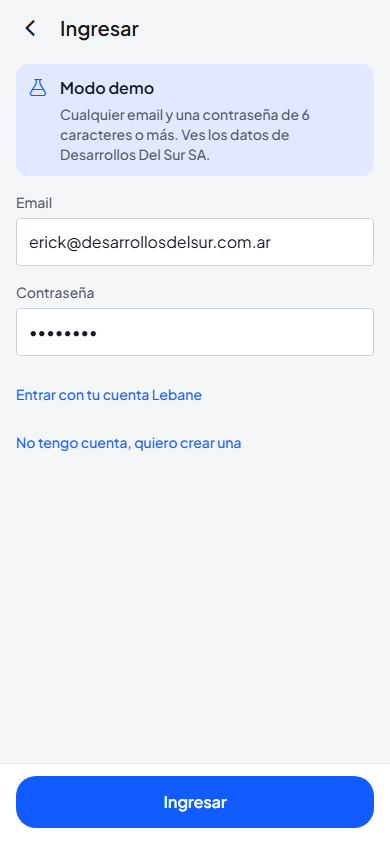 Ingresar
Modo demo
Cualquier email y una contraseña de 6
caracteres o más. Ves los datos de
Desarrollos Del Sur SA.
Email
erick@desarrollosdelsur.com.ar
Contraseña
••••••••
Entrar con tu cuenta Lebane
No tengo cuenta, quiero crear una
Ingresar